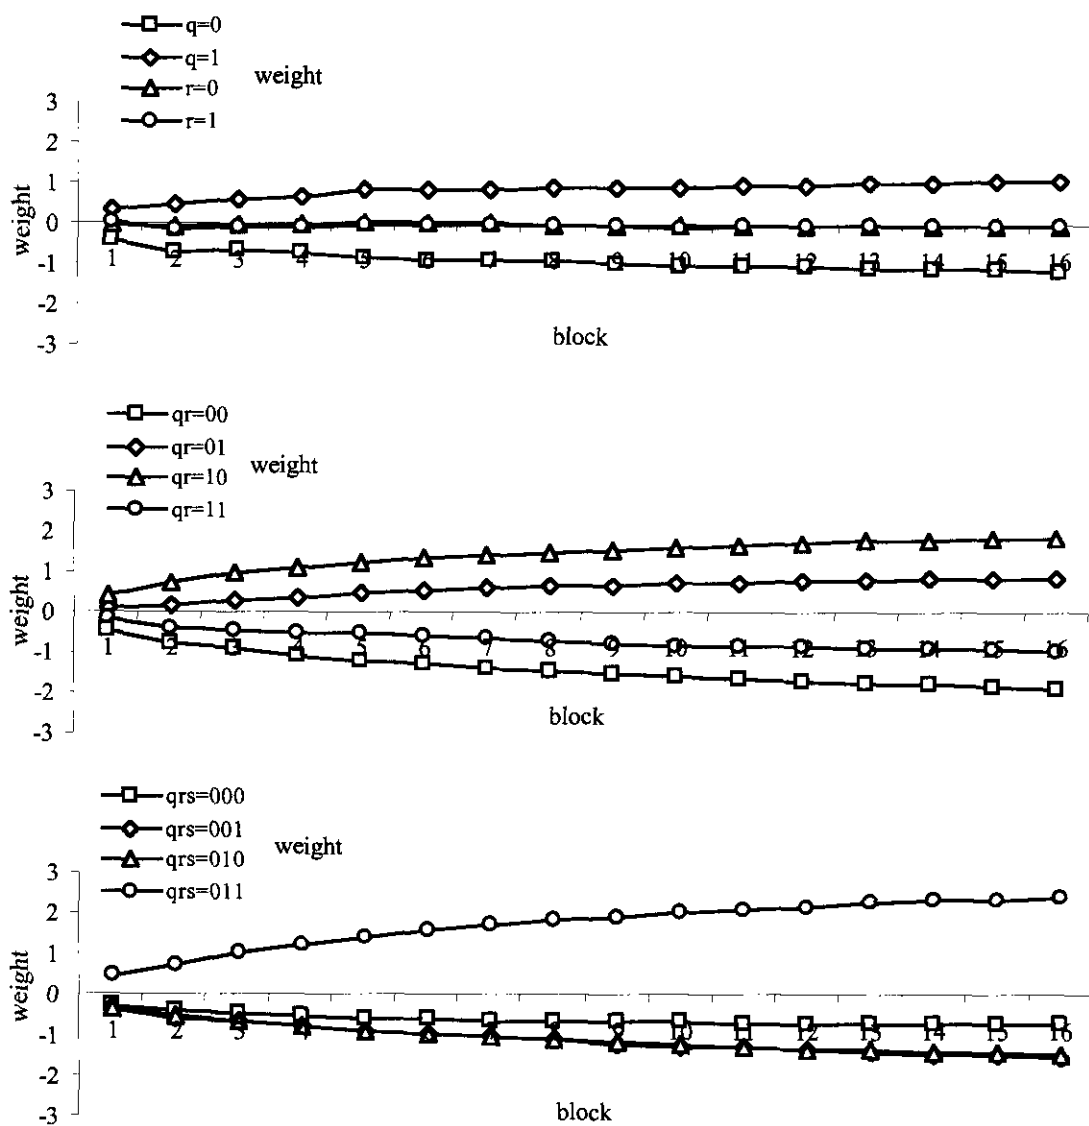 q=0
q=1
r=0
r=1
weight
3
2
1
0
-1
-2
-3
weight
1 2 3 4 5 6 7 8 9 10 11 12 13 14 15 16
block
qr=00
qr=01
qr=10
qr=11
weight
3
2
1
0
-1
-2
-3
weight
1 2 3 4 5 6 7 8 9 10 11 12 13 14 15 16
block
qrs=000
qrs=001
qrs=010
qrs=011
weight
3
2
1
0
-1
-2
-3
weight
1 2 3 4 5 6 7 8 9 10 11 12 13 14 15 16
block